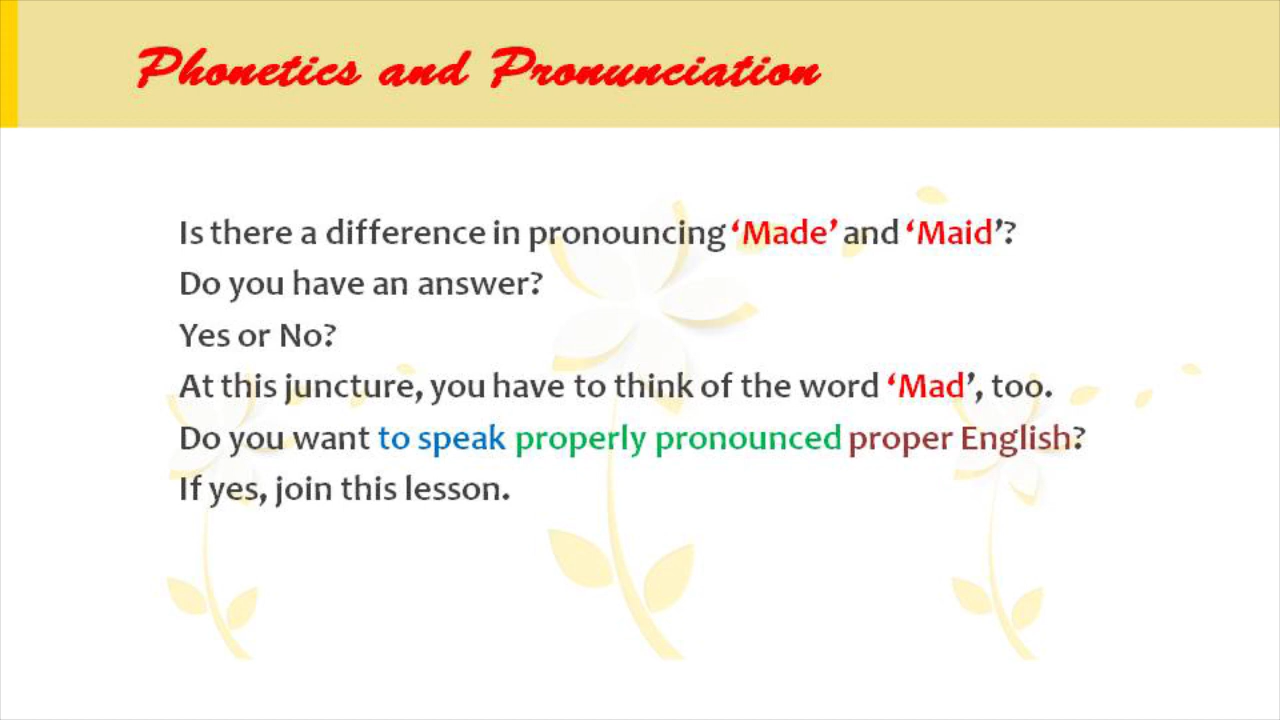 Phonetics and Pronunciation
Is there a difference in pronouncing ‘Made’ and ‘Maid’?
Do you have an answer?
Yes or No?
At this juncture, you have to think of the word ‘Mad’, too.
Do you want to speak properly pronounced proper English?
If yes, join this lesson.